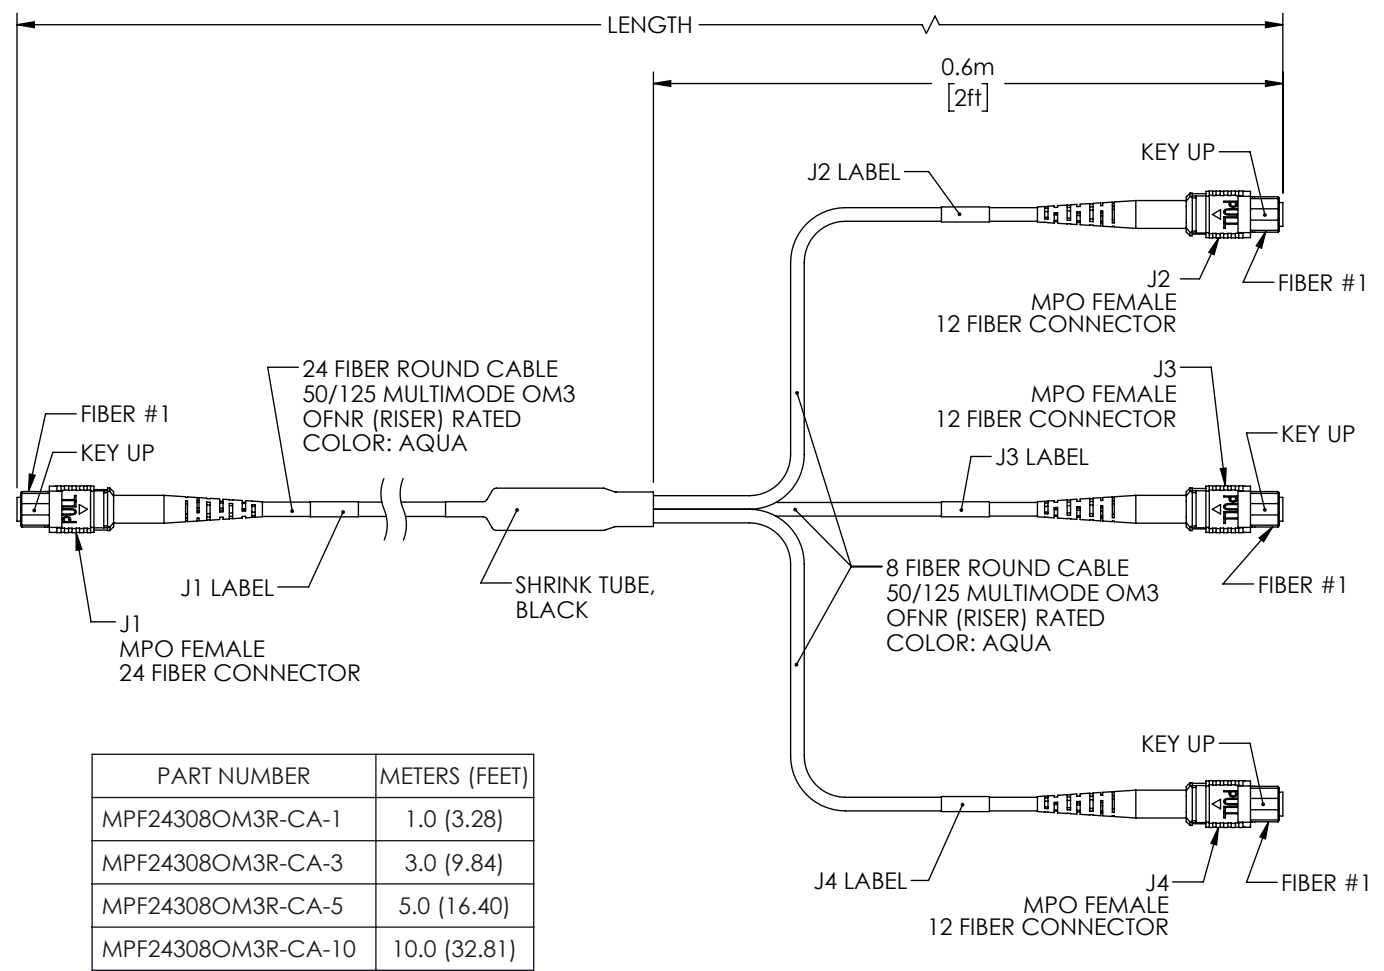 LENGTH
0.6m
[2ft]
KEY UP
J2 LABEL
PULL
J2
MPO FEMALE
12 FIBER CONNECTOR
FIBER #1
24 FIBER ROUND CABLE
50/125 MULTIMODE OM3
OFNR (RISER) RATED
COLOR: AQUA
J3
MPO FEMALE
12 FIBER CONNECTOR
FIBER #1
KEY UP
KEY UP
J3 LABEL
PULL
PULL
J1 LABEL
SHRINK TUBE,
BLACK
8 FIBER ROUND CABLE
50/125 MULTIMODE OM3
OFNR (RISER) RATED
COLOR: AQUA
FIBER #1
J1
MPO FEMALE
24 FIBER CONNECTOR
KEY UP
PULL
J4 LABEL
J4
MPO FEMALE
12 FIBER CONNECTOR
FIBER #1
PART NUMBER METERS (FEET)
MPF24308OM3R-CA-1 1.0 (3.28)
MPF24308OM3R-CA-3 3.0 (9.84)
MPF24308OM3R-CA-5 5.0 (16.40)
MPF24308OM3R-CA-10 10.0 (32.81)